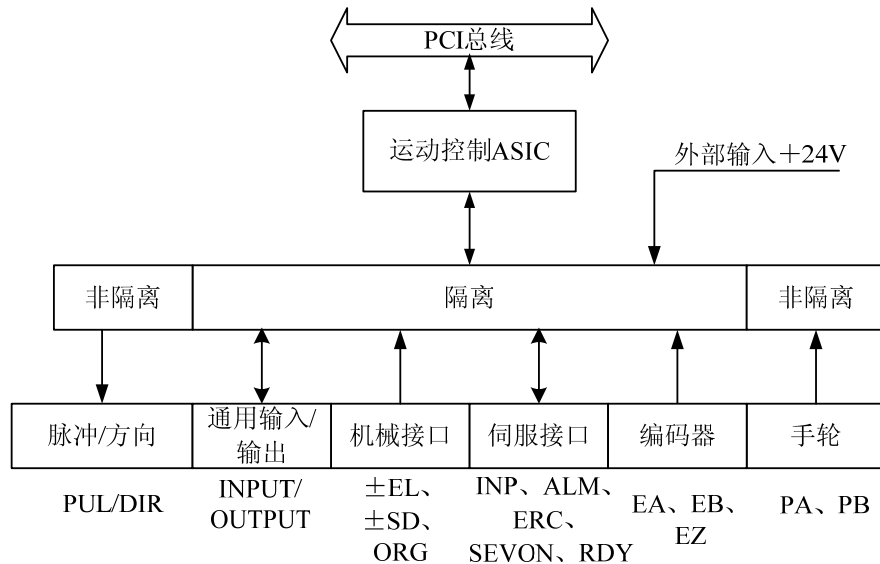 PCI总线
运动控制ASIC
外部输入＋24V
非隔离
隔离
非隔离
脉冲/方向
通用输入/
输出
机械接口
伺服接口
编码器
手轮
PUL/DIR
INPUT/
OUTPUT
±EL、
±SD、
ORG
INP、ALM、
ERC、
SEVON、RDY
EA、EB、
EZ
PA、PB